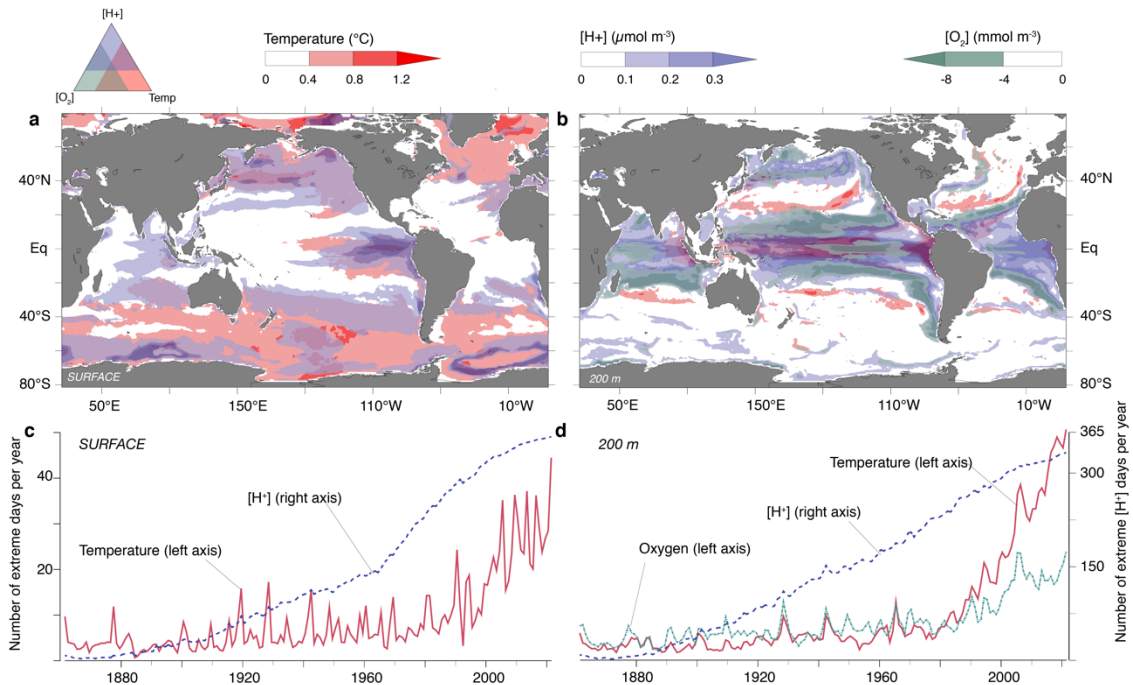 [H+]
[O₂]
Temp
Temperature (°C)
0 0.4 0.8 1.2
[H+] (µmol m⁻³)
0 0.1 0.2 0.3
[O₂] (mmol m⁻³)
-8 -4 0
a
40°N
Eq
40°S
80°S
SURFACE
50°E 150°E 110°W 10°W
b
40°N
Eq
40°S
80°S
200 m
50°E 150°E 110°W 10°W
c
SURFACE
Number of extreme days per year
40
20
[H⁺] (right axis)
Temperature (left axis)
1880 1920 1960 2000
d
200 m
Temperature (left axis)
[H⁺] (right axis)
Oxygen (left axis)
365
300
150
0
Number of extreme [H⁺] days per year
1880 1920 1960 2000